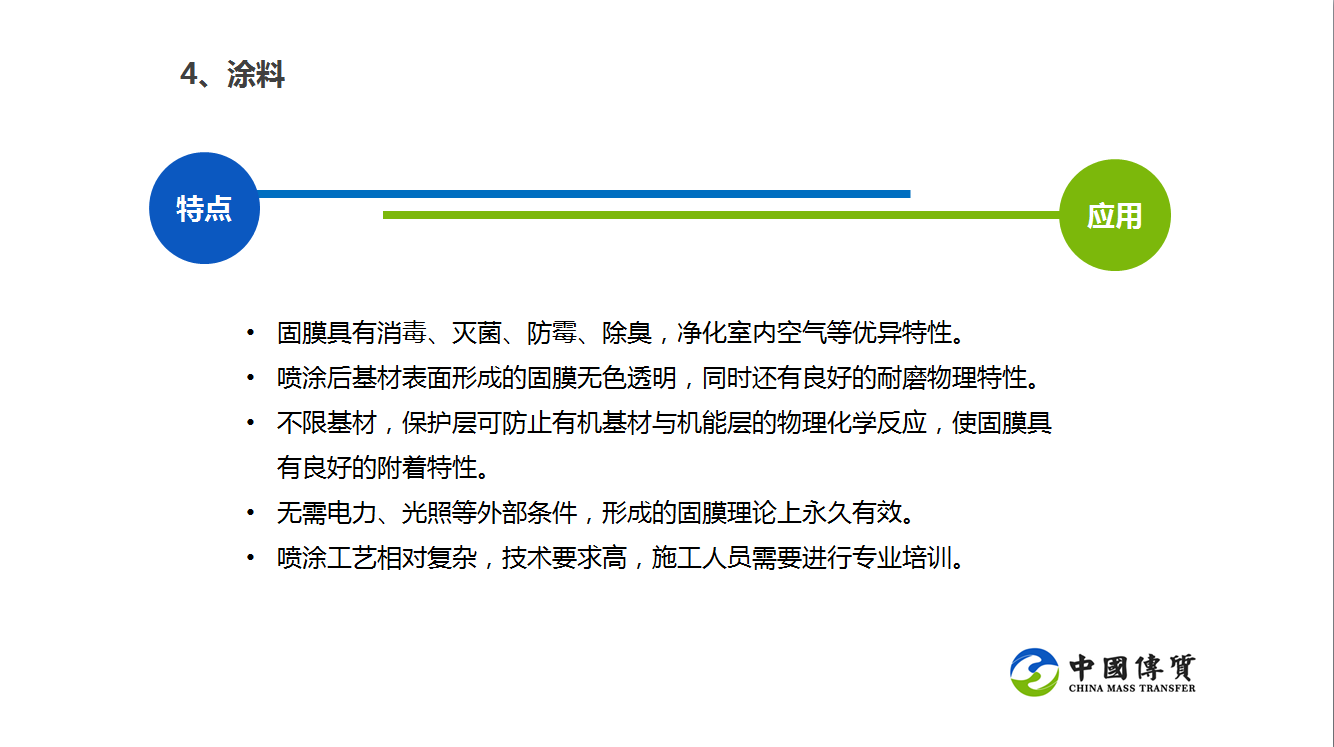 4、涂料
特点
应用
• 固膜具有消毒、灭菌、防霉、除臭，净化室内空气等优异特性。
• 喷涂后基材表面形成的固膜无色透明，同时还有良好的耐磨物理特性。
• 不限基材，保护层可防止有机基材与机能层的物理化学反应，使固膜具
有良好的附着特性。
• 无需电力、光照等外部条件，形成的固膜理论上永久有效。
• 喷涂工艺相对复杂，技术要求高，施工人员需要进行专业培训。
中國傳質
CHINA MASS TRANSFER